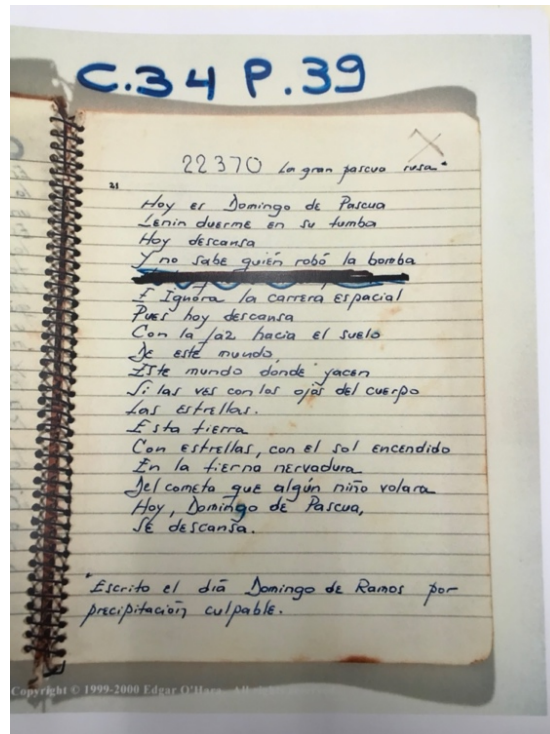 C.34 P.39
22370 La gran pascua rusa*
21
Hoy es Domingo de Pascua
Lenin duerme en su tumba
Hoy descansa
Y no sabe quién robó la bomba
E Ignora la carrera espacial
Pues hoy descansa
Con la faz hacia el suelo
De este mundo,
Este mundo dónde yacen
Si las ves con los ojos del cuerpo
Las estrellas.
Esta tierra
Con estrellas, con el sol encendido
En la tierna nervadura
Del cometa que algún niño volara
Hoy, Domingo de Pascua,
Se descansa.
*Escrito el día Domingo de Ramos por
precipitación culpable.
Copyright © 1999-2000 Edgar O'Hara